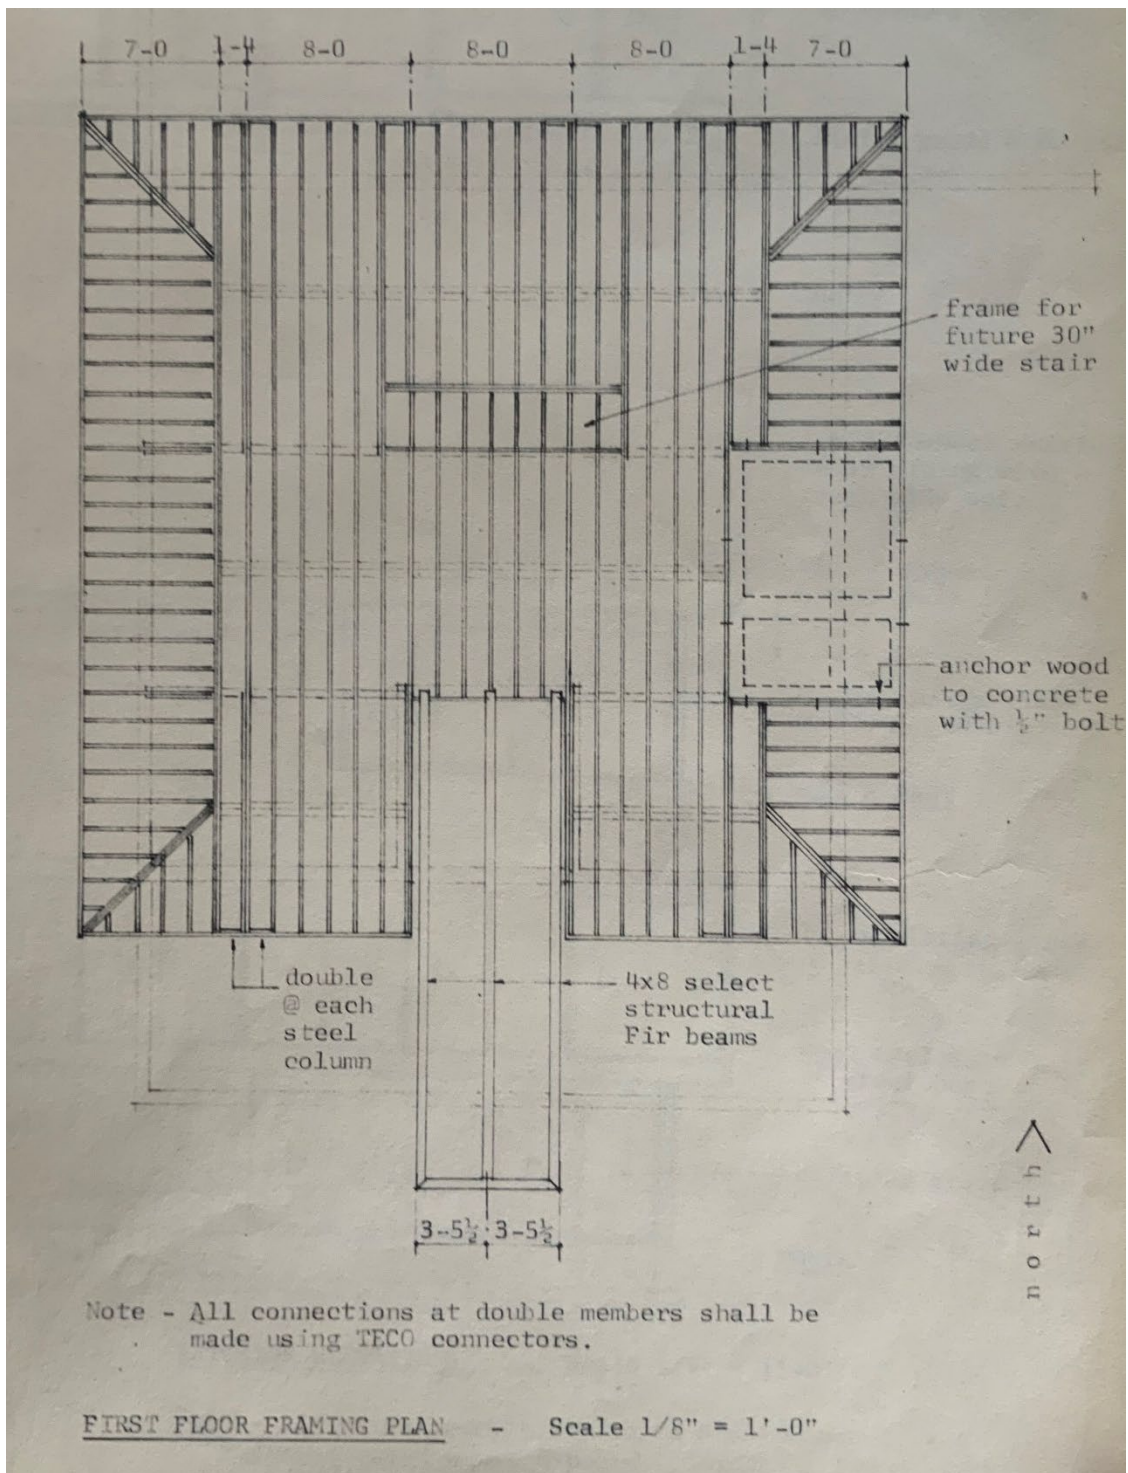 7-0 1-4 8-0 8-0 8-0 1-4 7-0
frame for
future 30"
wide stair
anchor wood
to concrete
with ½" bolt
double
@ each
steel
column
4x8 select
structural
Fir beams
3-5½ 3-5½
north
Note - All connections at double members shall be
made using TECO connectors.
FIRST FLOOR FRAMING PLAN - Scale 1/8" = 1'-0"